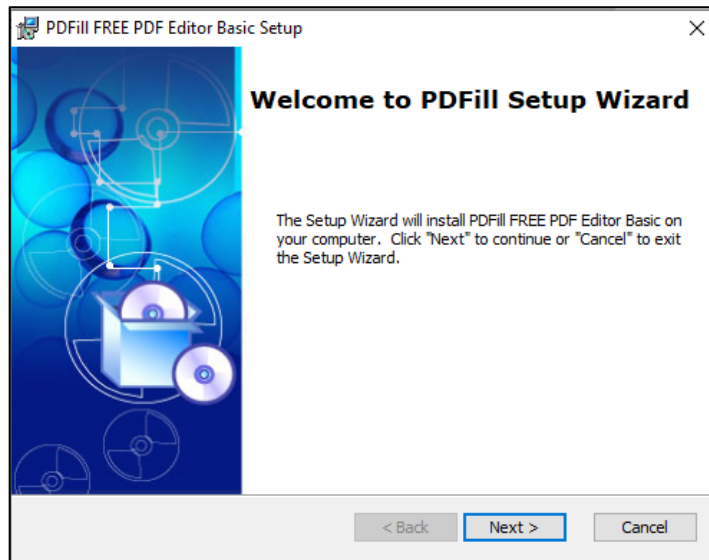 PDFill FREE PDF Editor Basic Setup
Welcome to PDFill Setup Wizard
The Setup Wizard will install PDFill FREE PDF Editor Basic on
your computer.  Click "Next" to continue or "Cancel" to exit
the Setup Wizard.
< Back
Next >
Cancel